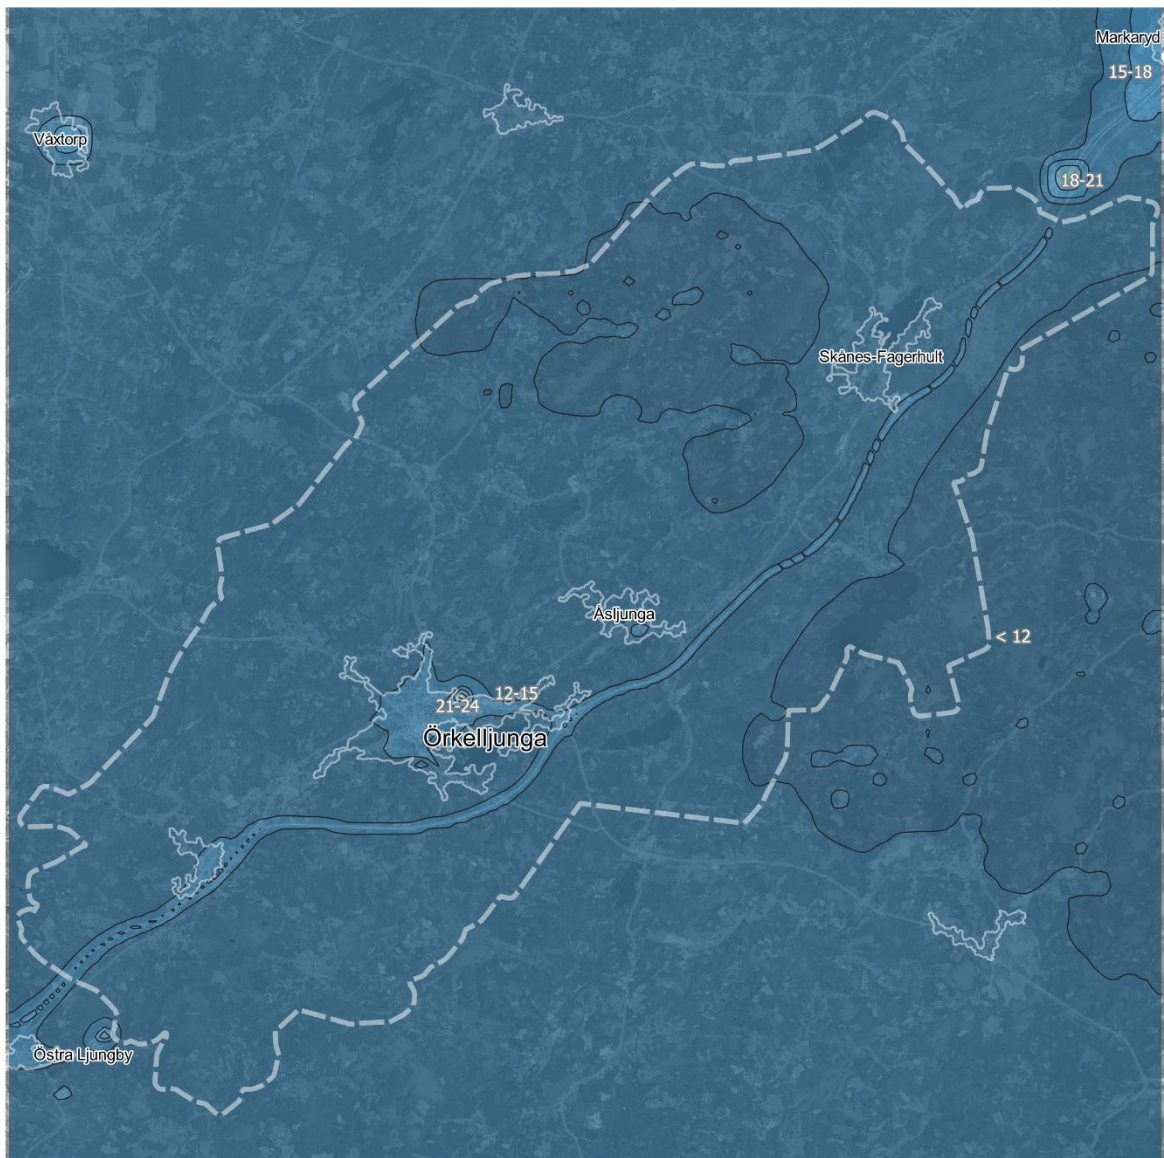 Markaryd
15-18
Våxtorp
18-21
Skånes-Fagerhult
Åsljunga
< 12
12-15
21-24
Örkelljunga
Östra Ljungby